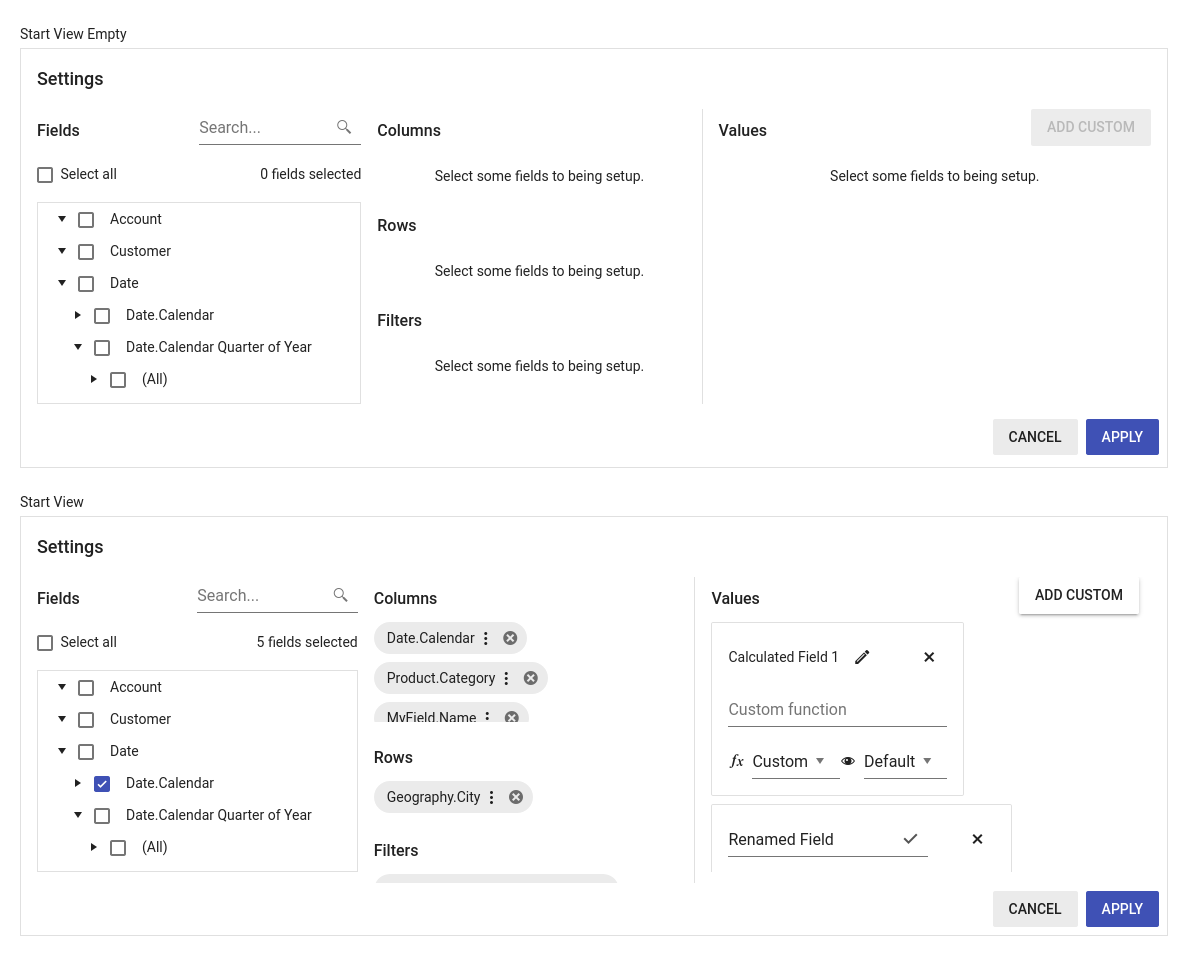 Start View Empty
Settings
Fields
Search...
Select all
0 fields selected
Account
Customer
Date
Date.Calendar
Date.Calendar Quarter of Year
(All)
Columns
Select some fields to being setup.
Rows
Select some fields to being setup.
Filters
Select some fields to being setup.
Values
ADD CUSTOM
Select some fields to being setup.
CANCEL
APPLY
Start View
Settings
Fields
Search...
Select all
5 fields selected
Account
Customer
Date
Date.Calendar
Date.Calendar Quarter of Year
(All)
Columns
Date.Calendar
Product.Category
MyField.Name
Rows
Geography.City
Filters
Values
ADD CUSTOM
Calculated Field 1
Custom function
fx Custom Default
Renamed Field
CANCEL
APPLY